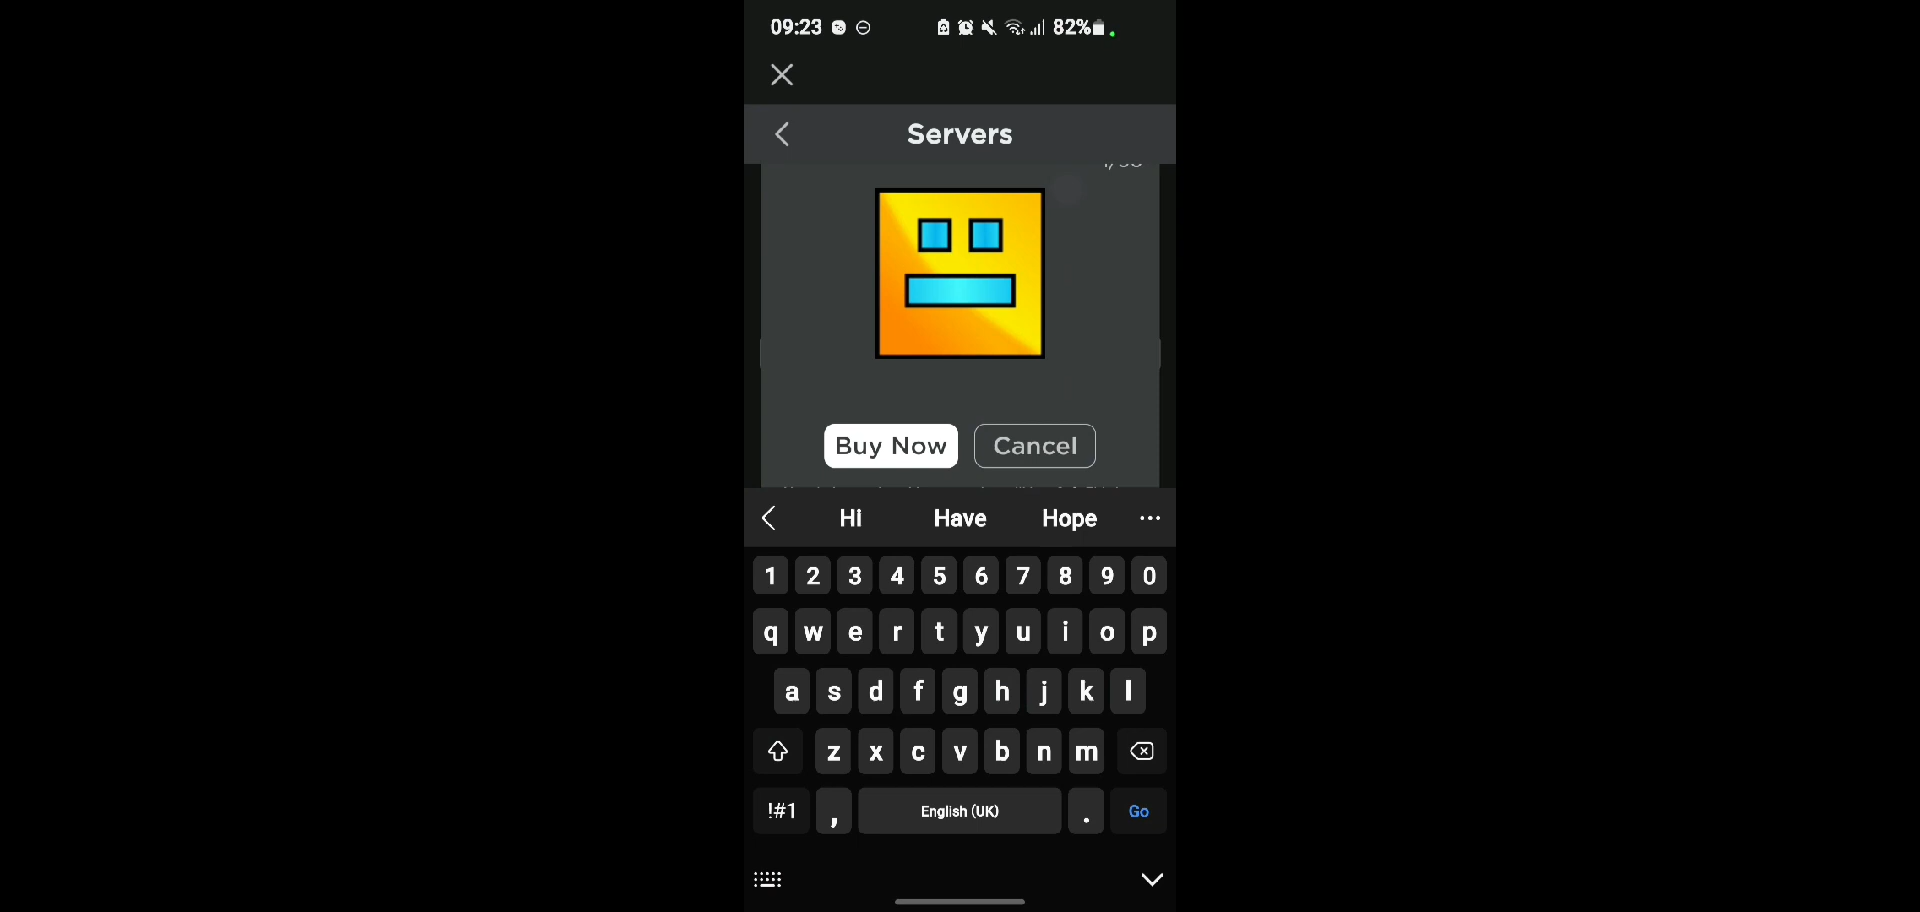 09:23 82%
Servers
Buy Now Cancel
Hi Have Hope ...
1 2 3 4 5 6 7 8 9 0
q w e r t y u i o p
a s d f g h j k l
z x c v b n m
!#1 , English (UK) . Go